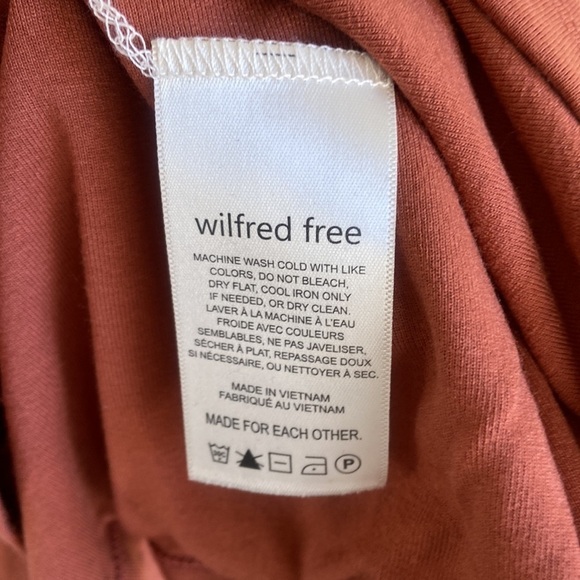 wilfred free
MACHINE WASH COLD WITH LIKE
COLORS, DO NOT BLEACH,
DRY FLAT, COOL IRON ONLY
IF NEEDED, OR DRY CLEAN.
LAVER À LA MACHINE À L'EAU
FROIDE AVEC COULEURS
SEMBLABLES, NE PAS JAVELISER,
SÉCHER À PLAT, REPASSAGE DOUX
SI NÉCESSAIRE, OU NETTOYER À SEC.
MADE IN VIETNAM
FABRIQUÉ AU VIETNAM
MADE FOR EACH OTHER.
P